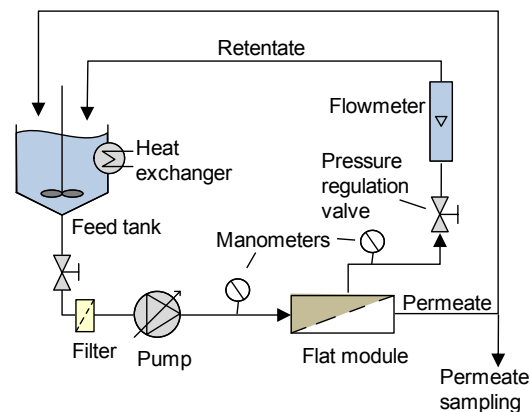 Retentate
Flowmeter
Heat
exchanger
Pressure
regulation
valve
Feed tank
Manometers
Permeate
Filter
Pump
Flat module
Permeate
sampling